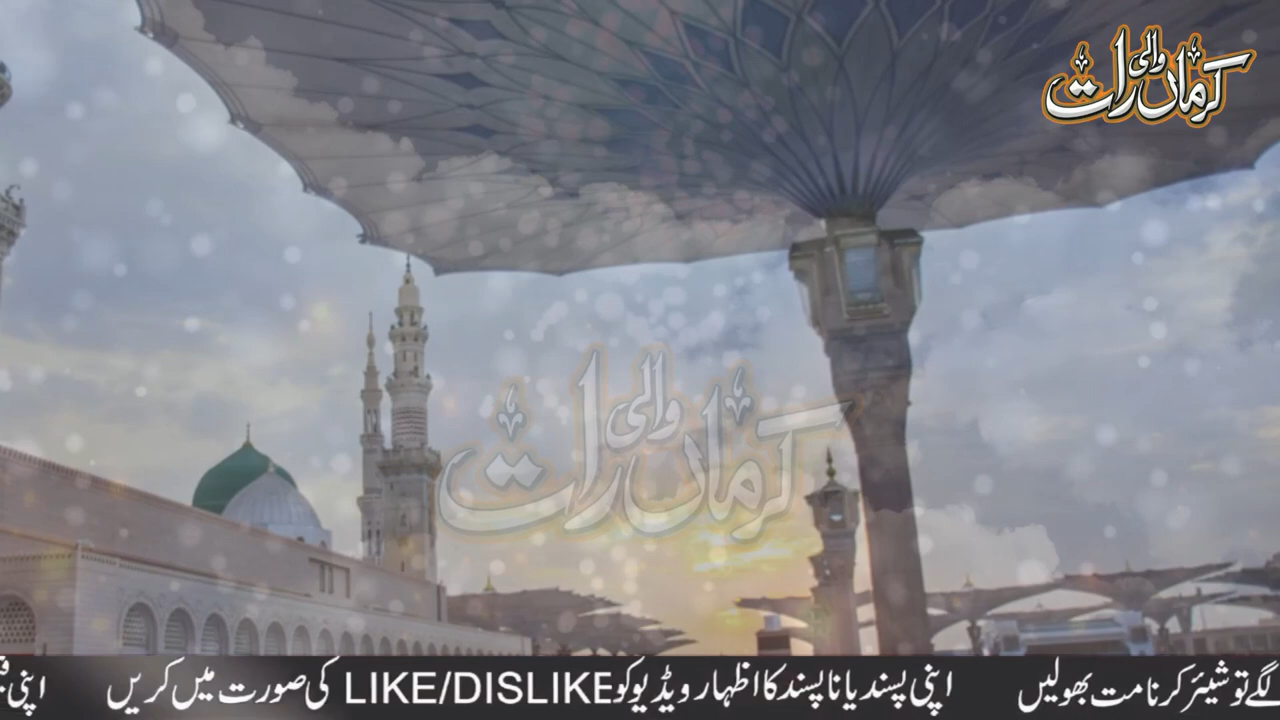 کرماں والی رات
کرماں والی رات
لگے تو شیئر کرنا مت بھولیں اپنی پسند یا ناپسند کا اظہار ویڈیو کو LIKE/DISLIKE کی صورت میں کریں اپنی